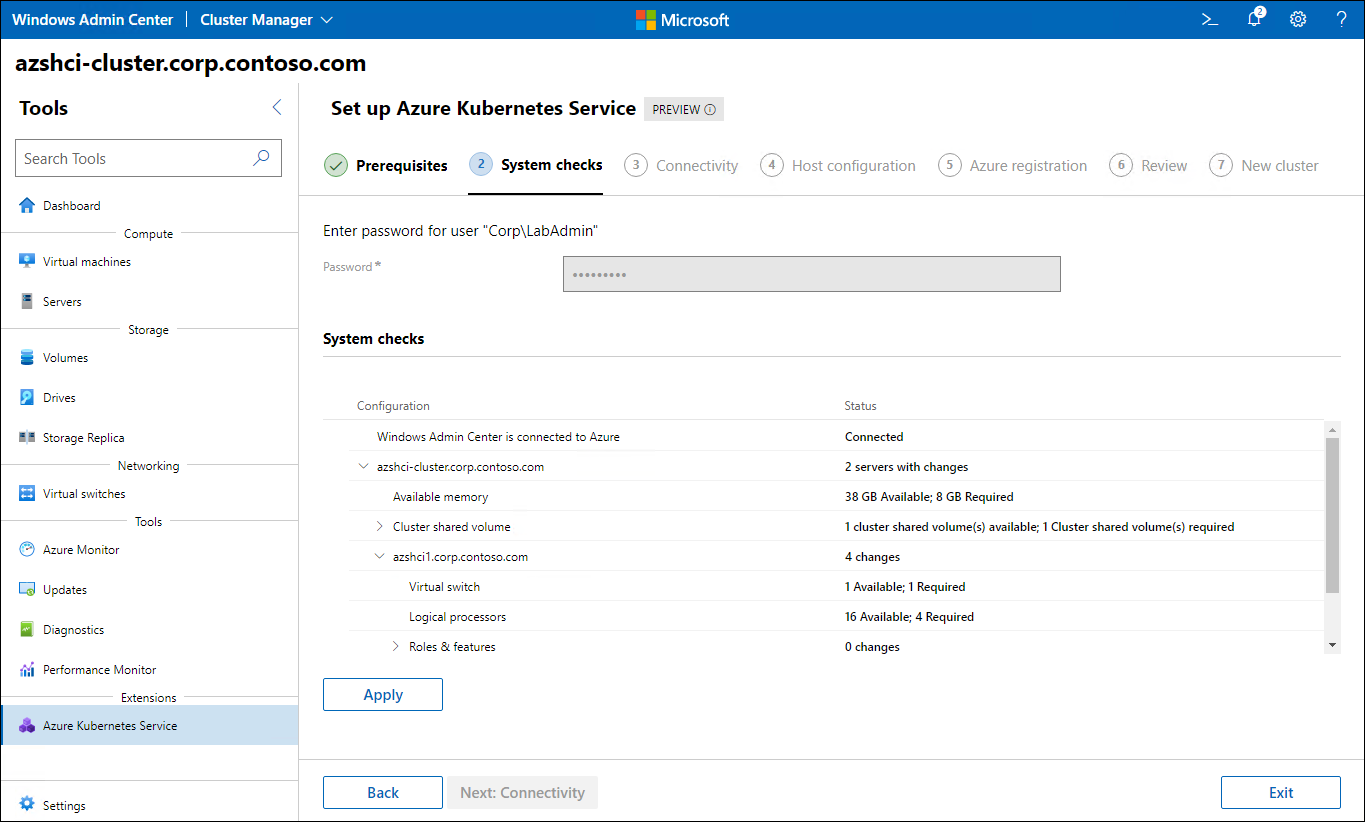 Windows Admin Center | Cluster Manager Microsoft 2
azshci-cluster.corp.contoso.com
Tools
Search Tools
Dashboard
Compute
Virtual machines
Servers
Storage
Volumes
Drives
Storage Replica
Networking
Virtual switches
Tools
Azure Monitor
Updates
Diagnostics
Performance Monitor
Extensions
Azure Kubernetes Service
Settings
Set up Azure Kubernetes Service PREVIEW
Prerequisites 2 System checks 3 Connectivity 4 Host configuration 5 Azure registration 6 Review 7 New cluster
Enter password for user "Corp\LabAdmin"
Password *
System checks
Configuration Status
Windows Admin Center is connected to Azure Connected
azshci-cluster.corp.contoso.com 2 servers with changes
Available memory 38 GB Available; 8 GB Required
Cluster shared volume 1 cluster shared volume(s) available; 1 Cluster shared volume(s) required
azshci1.corp.contoso.com 4 changes
Virtual switch 1 Available; 1 Required
Logical processors 16 Available; 4 Required
Roles & features 0 changes
Apply
Back Next: Connectivity Exit